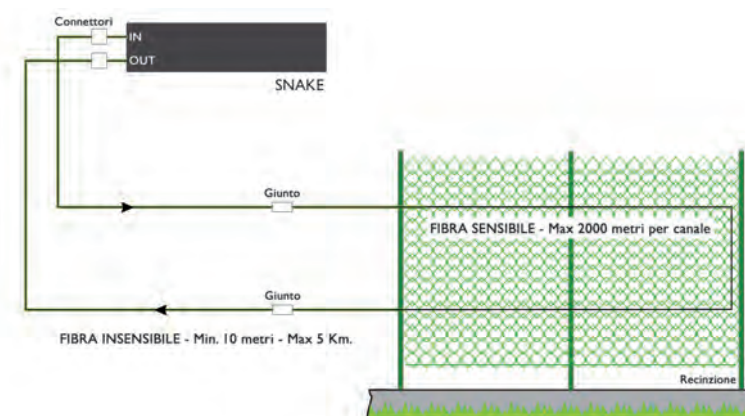 Connettori
IN
OUT
SNAKE
Giunto
FIBRA SENSIBILE - Max 2000 metri per canale
Giunto
FIBRA INSENSIBILE - Min. 10 metri - Max 5 Km.
Recinzione